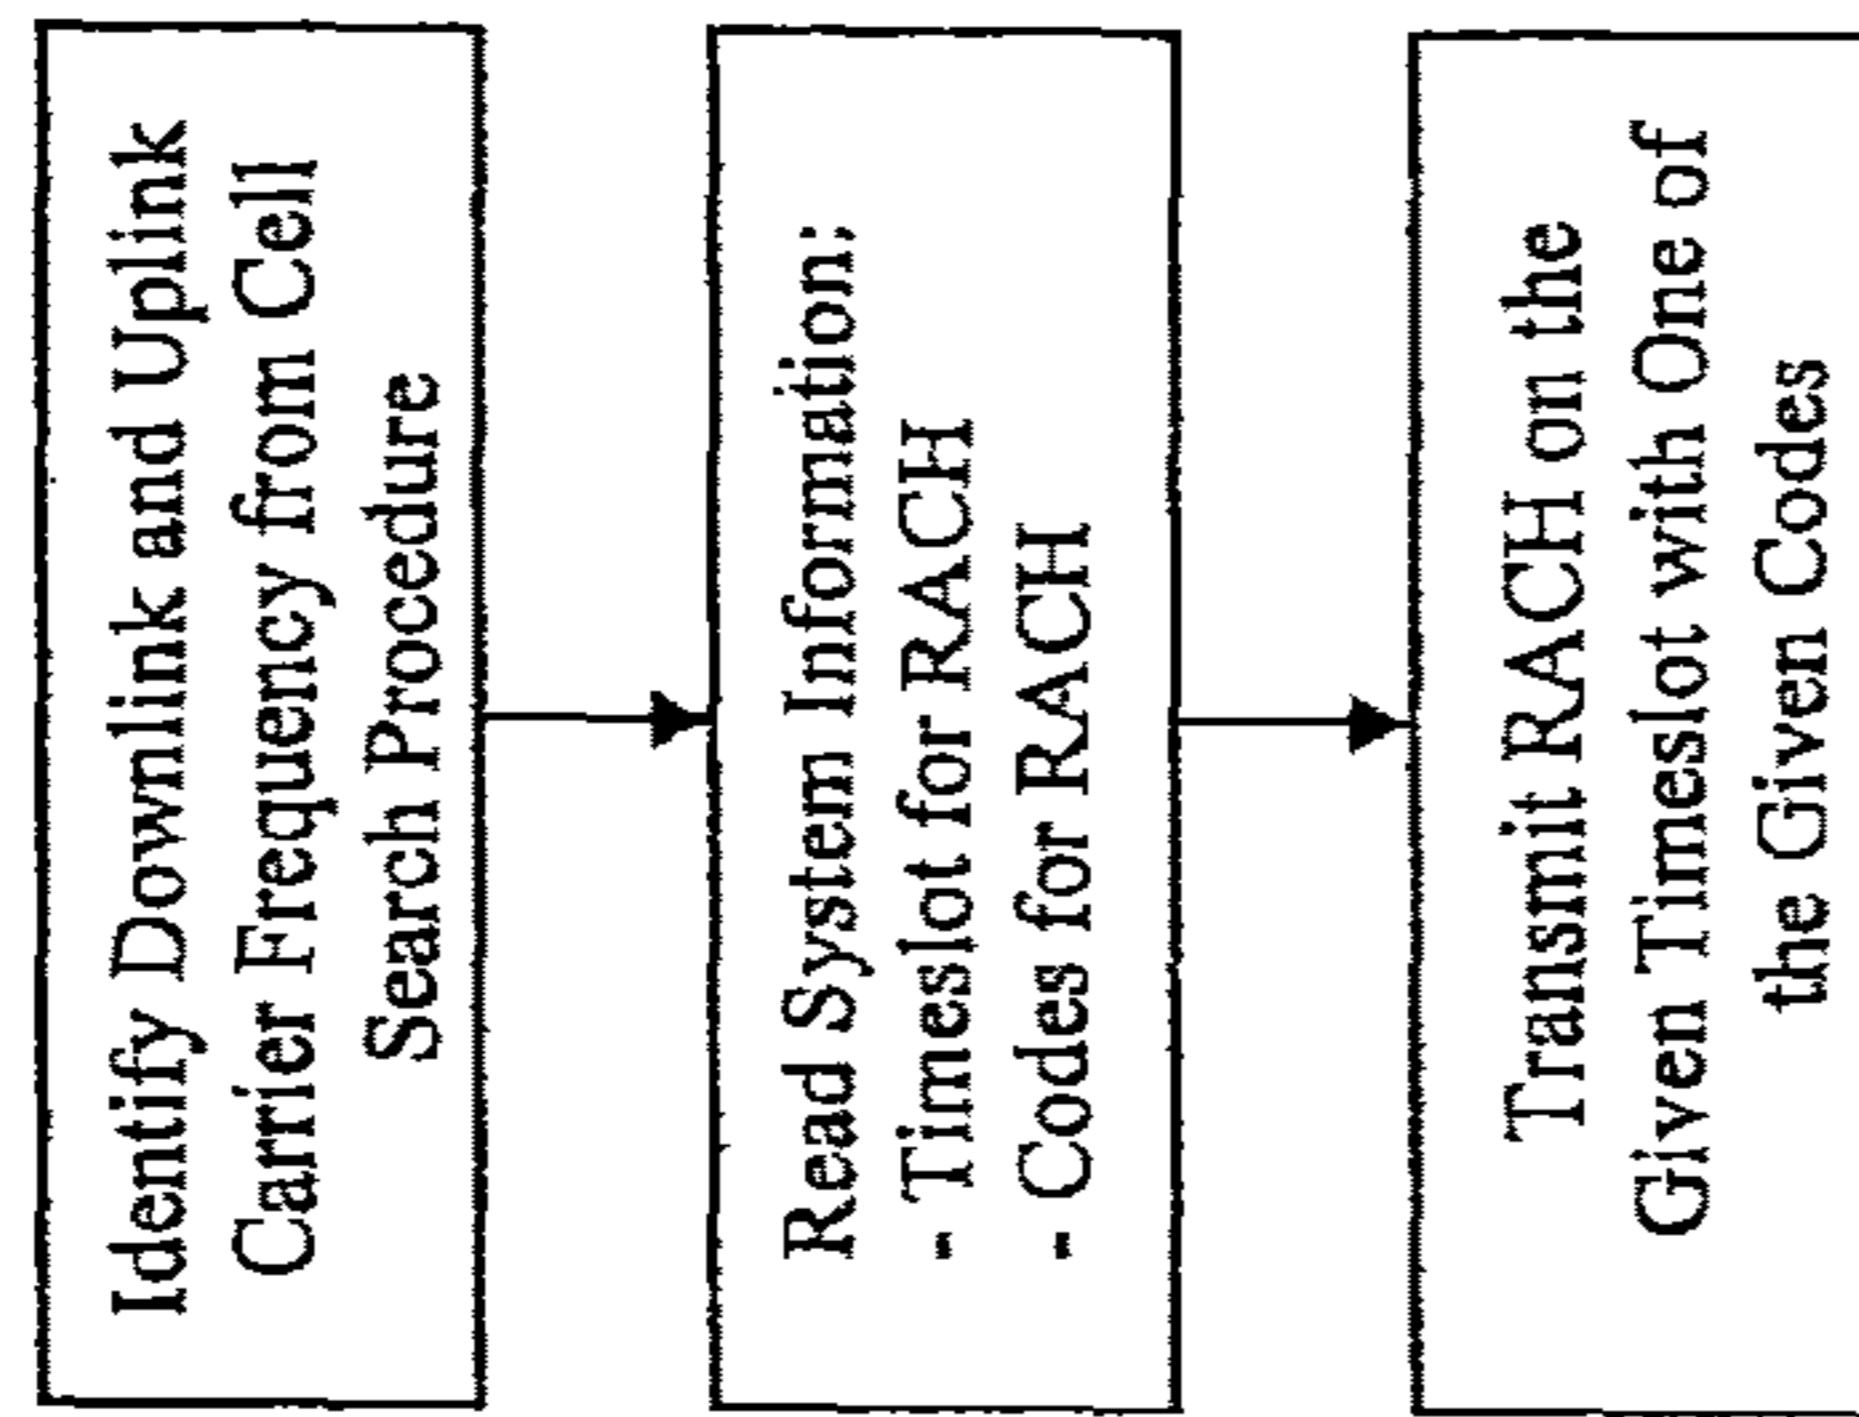 Identify Downlink and Uplink
Carrier Frequency from Cell
Search Procedure
Read System Information:
- Timeslot for RACH
- Codes for RACH
Transmit RACH on the
Given Timeslot with One of
the Given Codes